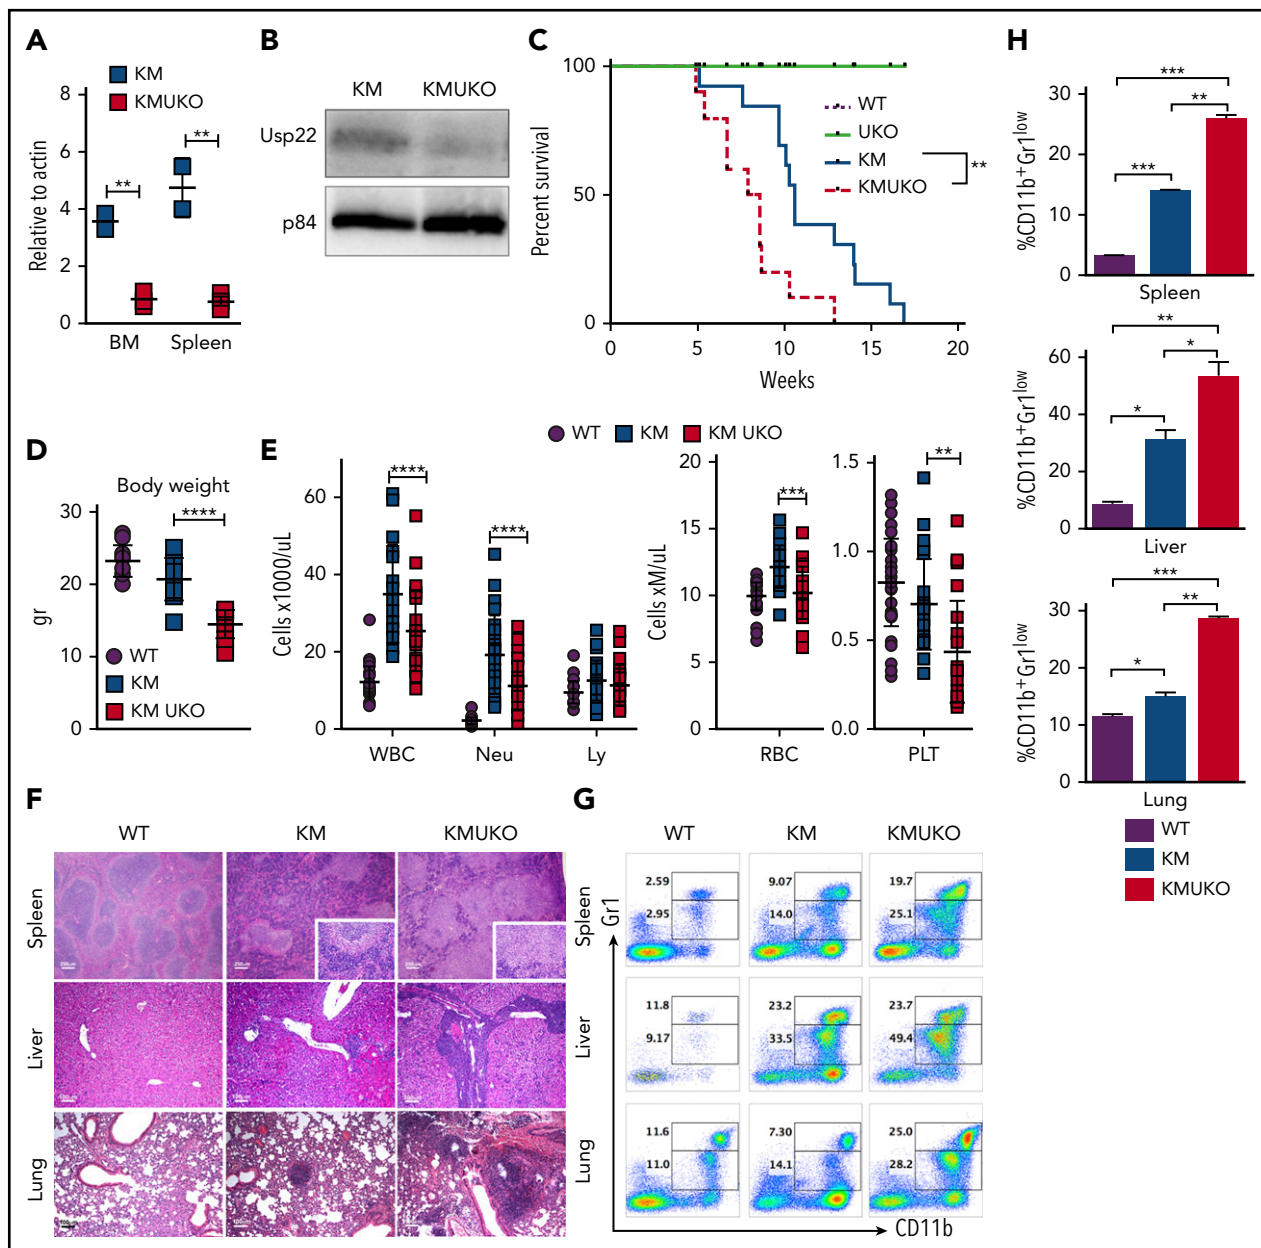 A
KM
KMUKO
8
6
4
2
0
Relative to actin
**
**
BM
Spleen
B
KM
KMUKO
Usp22
p84
C
100
50
0
Percent survival
WT
UKO
KM
KMUKO
**
0
5
10
15
20
Weeks
D
Body weight
30
20
10
0
gr
****
WT
KM
KM UKO
E
WT
KM
KM UKO
60
40
20
0
Cells x1000/uL
****
****
WBC
Neu
Ly
20
15
10
5
0
Cells xM/uL
***
RBC
1.5
1.0
0.5
0.0
**
PLT
F
WT
KM
KMUKO
Spleen
Liver
Lung
G
WT
KM
KMUKO
Spleen
Liver
Lung
Gr1
CD11b
2.59
2.95
9.07
14.0
19.7
25.1
11.8
9.17
23.2
33.5
23.7
49.4
11.6
11.0
7.30
14.1
25.0
28.2
H
30
20
10
0
%CD11b+Gr1low
***
**
***
Spleen
60
40
20
0
%CD11b+Gr1low
**
*
*
Liver
30
20
10
0
%CD11b+Gr1low
***
**
*
Lung
WT
KM
KMUKO